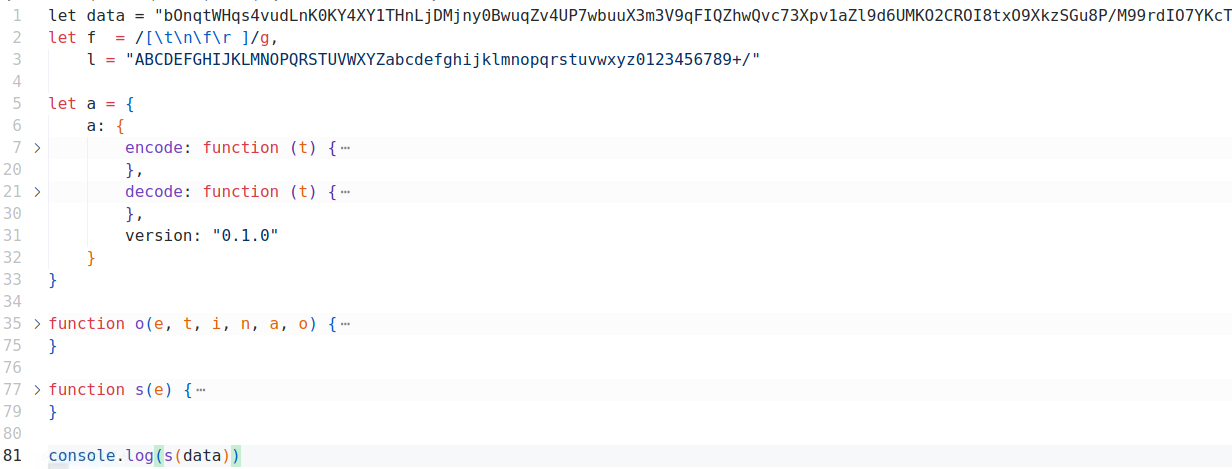 1 let data = "bOnqtWHqs4vudLnK0KY4XY1THnLjDMjny0BwuqZv4UP7wbuuX3m3V9qFIQZhwQvc73Xpv1aZl9d6UMKO2CROI8txO9XkzSGu8P/M99rdIO7YKcT
2 let f  = /[\t\n\f\r ]/g,
3     l = "ABCDEFGHIJKLMNOPQRSTUVWXYZabcdefghijklmnopqrstuvwxyz0123456789+/"
4
5 let a = {
6     a: {
7 >         encode: function (t) { ⋯
20         },
21 >         decode: function (t) { ⋯
30         },
31         version: "0.1.0"
32     }
33 }
34
35 > function o(e, t, i, n, a, o) { ⋯
75 }
76
77 > function s(e) { ⋯
79 }
80
81 console.log(s(data))